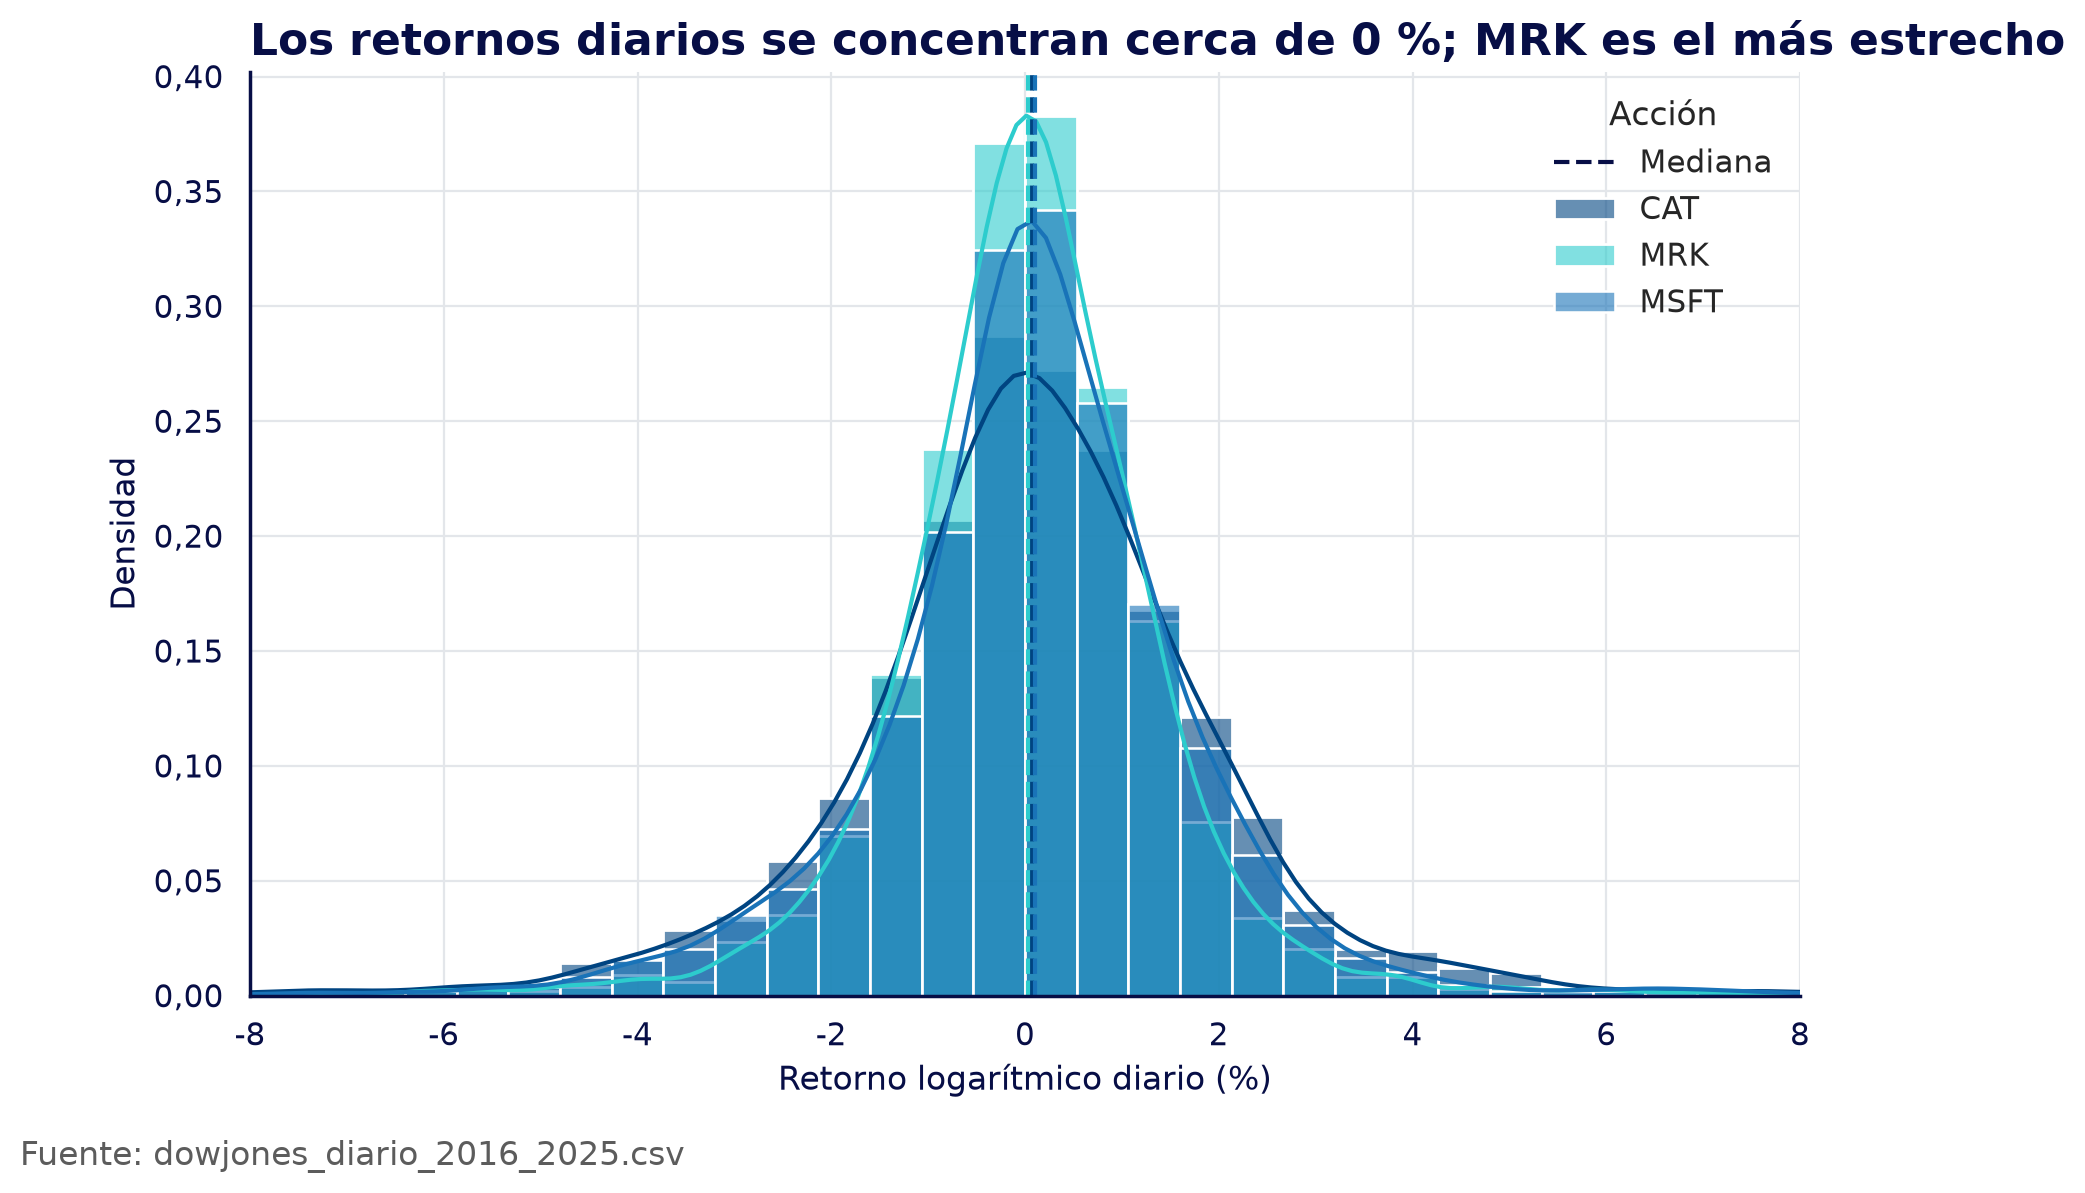 Los retornos diarios se concentran cerca de 0 %; MRK es el más estrecho
0,40
0,35
0,30
0,25
0,20
0,15
0,10
0,05
0,00
Densidad
Acción
Mediana
CAT
MRK
MSFT
-8 -6 -4 -2 0 2 4 6 8
Retorno logarítmico diario (%)
Fuente: dowjones_diario_2016_2025.csv